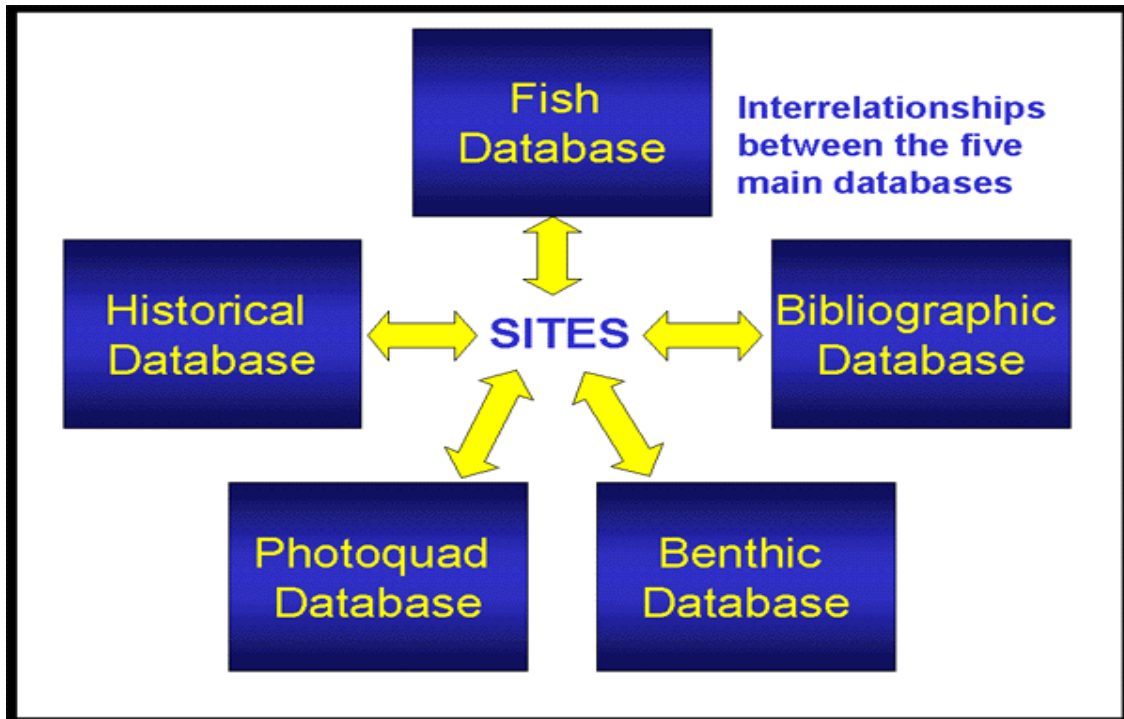 Fish
Database
Interrelationships
between the five
main databases
Historical
Database
SITES
Bibliographic
Database
Photoquad
Database
Benthic
Database